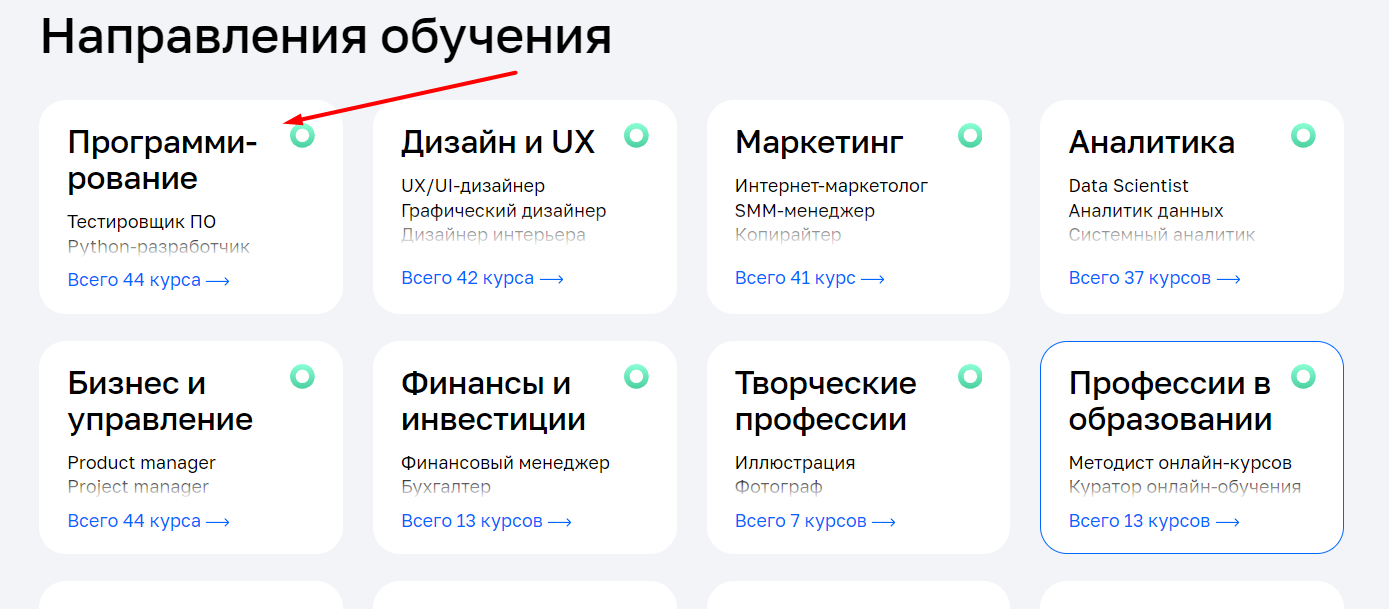 Направления обучения
Программи-
рование
Тестировщик ПО
Python-разработчик
Всего 44 курса →
Дизайн и UX
UX/UI-дизайнер
Графический дизайнер
Дизайнер интерьера
Всего 42 курса →
Маркетинг
Интернет-маркетолог
SMM-менеджер
Копирайтер
Всего 41 курс →
Аналитика
Data Scientist
Аналитик данных
Системный аналитик
Всего 37 курсов →
Бизнес и
управление
Product manager
Project manager
Всего 44 курса →
Финансы и
инвестиции
Финансовый менеджер
Бухгалтер
Всего 13 курсов →
Творческие
профессии
Иллюстрация
Фотограф
Всего 7 курсов →
Профессии в
образовании
Методист онлайн-курсов
Куратор онлайн-обучения
Всего 13 курсов →